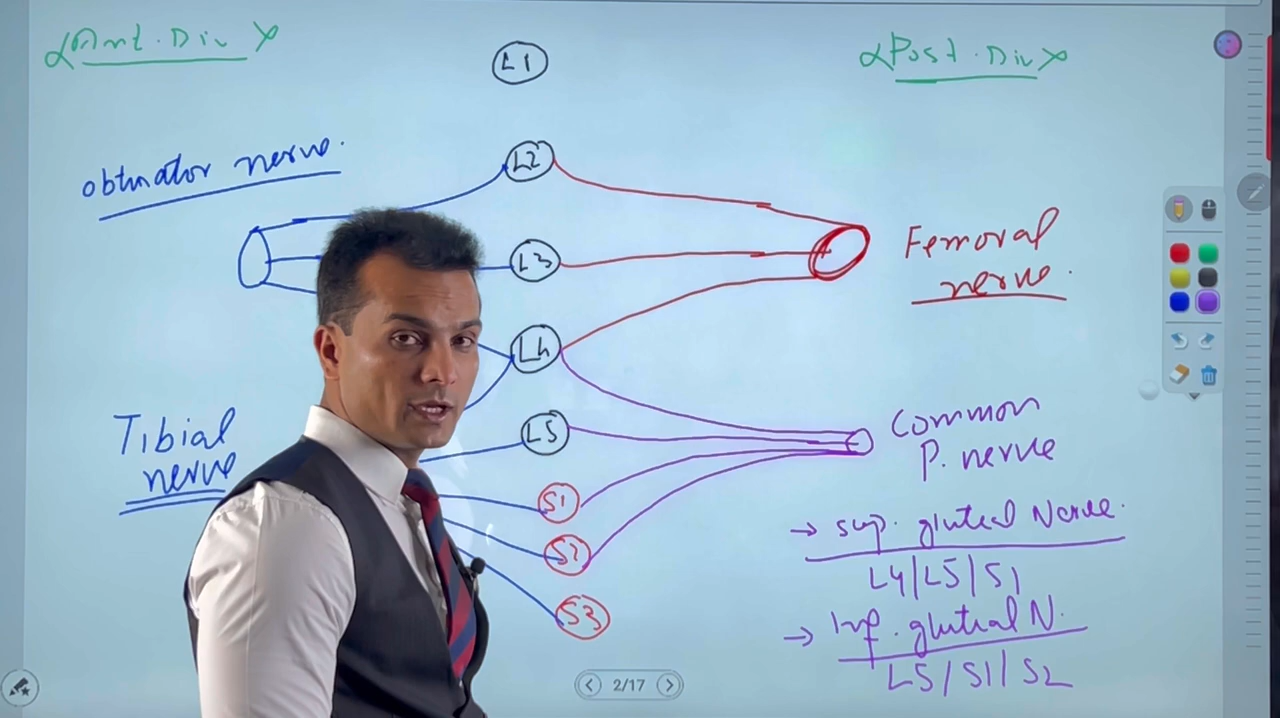 Ant. Div
Post. Div
L1
obturator nerve.
L2
L3
Femoral
nerve.
L4
Tibial
nerve
L5
Common
P. nerve
S1
→ sup. gluteal Nerve.
L4/L5/S1
S2
→ Inf. gluteal N.
L5/S1/S2
S3
2/17